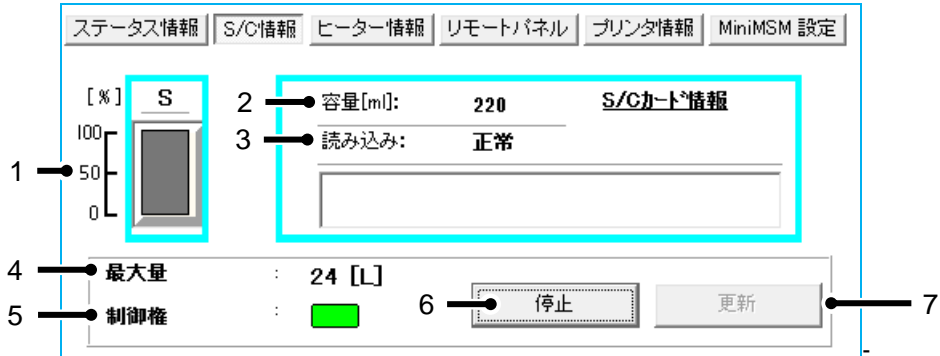 ステータス情報 S/C情報 ヒーター情報 リモートパネル プリンタ情報 MiniMSM 設定
[%] S 2 容量[ml]: 220 S/Cカード情報
100 3 読み込み: 正常
1 50
0
4 最大量 : 24 [L]
5 制御権 : 6 停止 更新 7
-